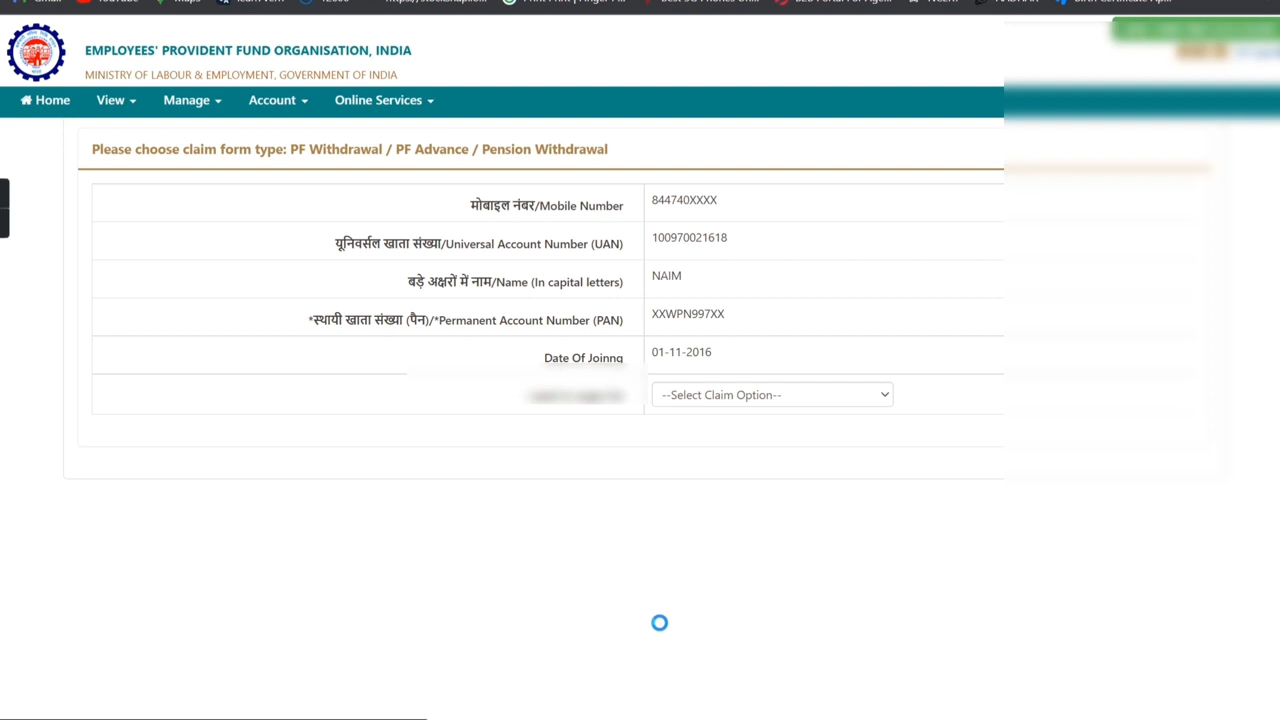 EMPLOYEES' PROVIDENT FUND ORGANISATION, INDIA
MINISTRY OF LABOUR & EMPLOYMENT, GOVERNMENT OF INDIA
Home View Manage Account Online Services
Please choose claim form type: PF Withdrawal / PF Advance / Pension Withdrawal
मोबाइल नंबर/Mobile Number 844740XXXX
यूनिवर्सल खाता संख्या/Universal Account Number (UAN) 100970021618
बड़े अक्षरों में नाम/Name (In capital letters) NAIM
*स्थायी खाता संख्या (पैन)/*Permanent Account Number (PAN) XXWPN997XX
Date Of Joinng 01-11-2016
--Select Claim Option--